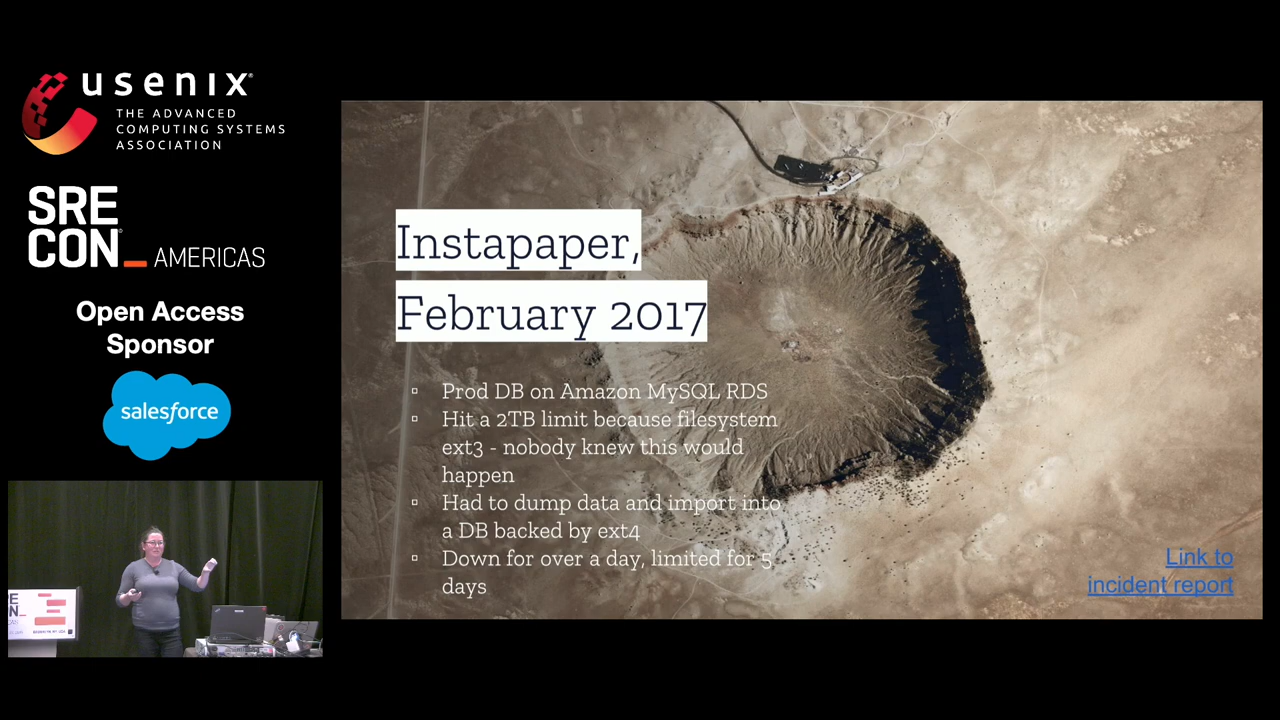 usenix
THE ADVANCED
COMPUTING SYSTEMS
ASSOCIATION
SRE
CON_ AMERICAS
Open Access
Sponsor
salesforce
Instapaper,
February 2017
▫ Prod DB on Amazon MySQL RDS
▫ Hit a 2TB limit because filesystem
ext3 - nobody knew this would
happen
▫ Had to dump data and import into
a DB backed by ext4
▫ Down for over a day, limited for 5
days
Link to
incident report